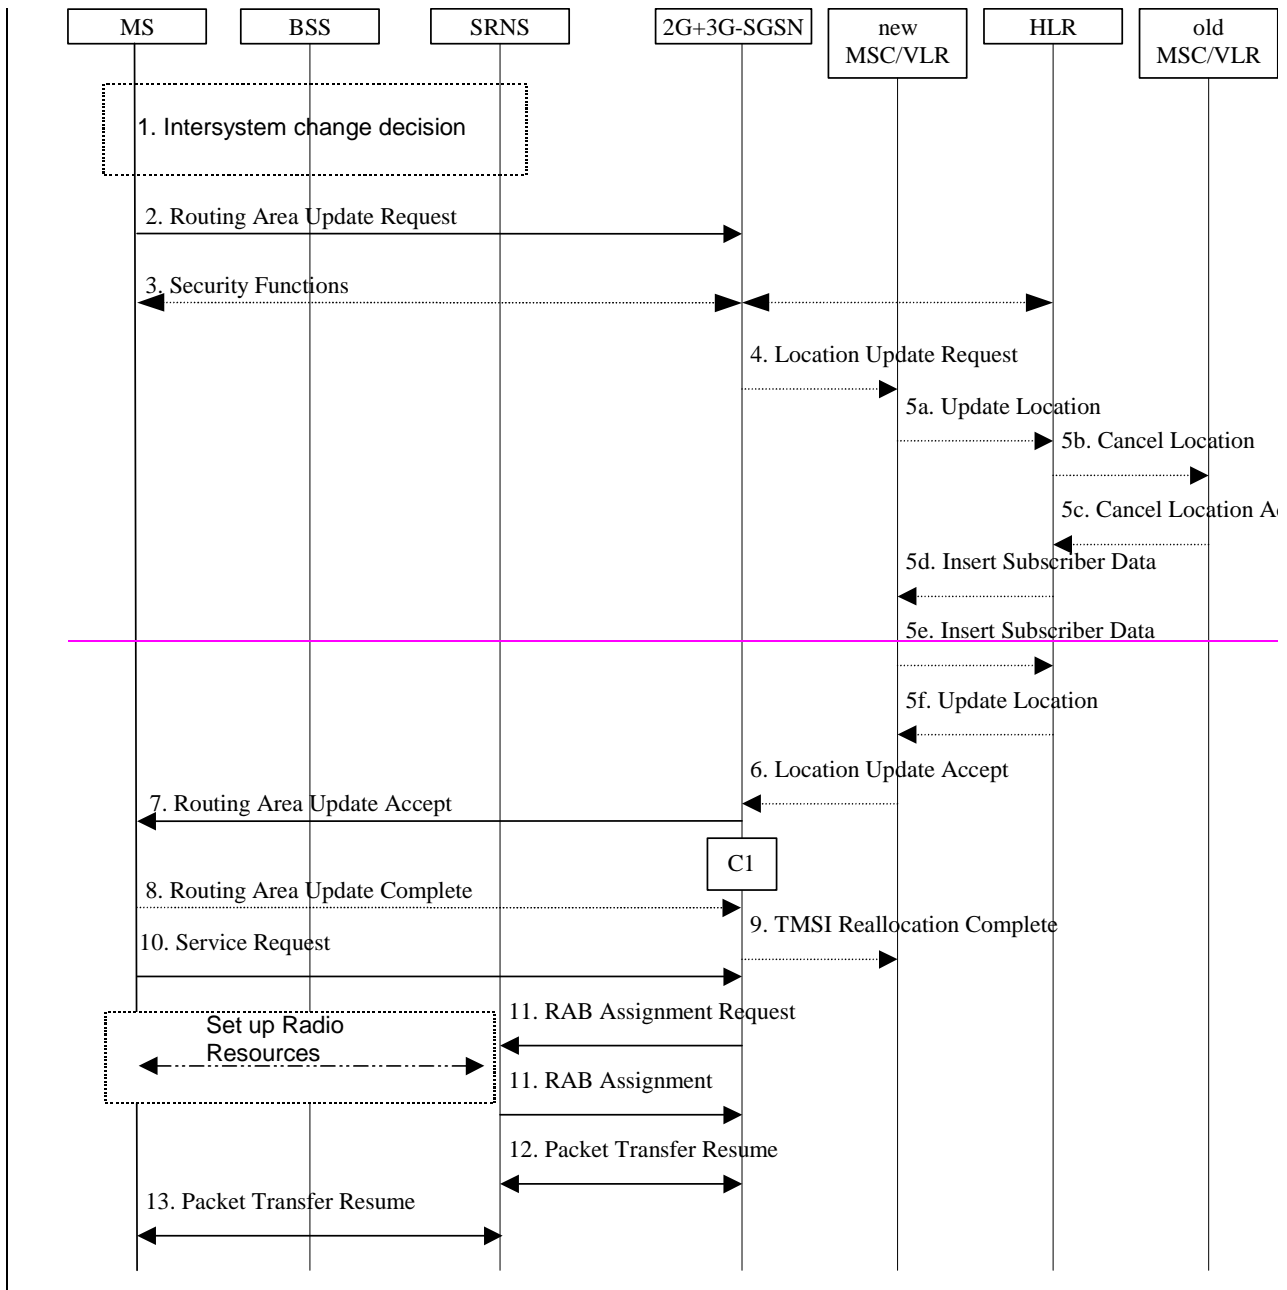 MS BSS SRNS 2G+3G-SGSN new MSC/VLR HLR old MSC/VLR
1. Intersystem change decision
2. Routing Area Update Request
3. Security Functions
4. Location Update Request
5a. Update Location
5b. Cancel Location
5c. Cancel Location Ac
5d. Insert Subscriber Data
5e. Insert Subscriber Data
5f. Update Location
6. Location Update Accept
7. Routing Area Update Accept
C1
8. Routing Area Update Complete
9. TMSI Reallocation Complete
10. Service Request
11. RAB Assignment Request
Set up Radio
Resources
11. RAB Assignment
12. Packet Transfer Resume
13. Packet Transfer Resume